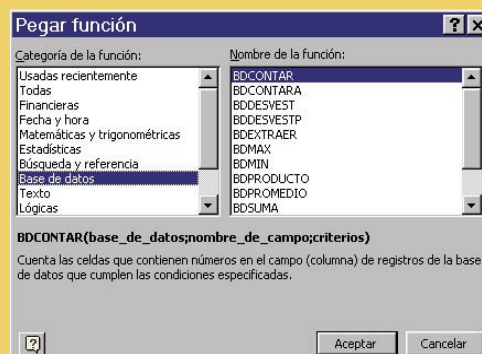 Pegar función
Categoría de la función:
Usadas recientemente
Todas
Financieras
Fecha y hora
Matemáticas y trigonométricas
Estadísticas
Búsqueda y referencia
Base de datos
Texto
Lógicas
Nombre de la función:
BDCONTAR
BDCONTARA
BDDESVEST
BDDESVESTP
BDEXTRAER
BDMAX
BDMIN
BDPRODUCTO
BDPROMEDIO
BDSUMA
BDCONTAR(base_de_datos;nombre_de_campo;criterios)
Cuenta las celdas que contienen números en el campo (columna) de registros de la base
de datos que cumplen las condiciones especificadas.
Aceptar
Cancelar